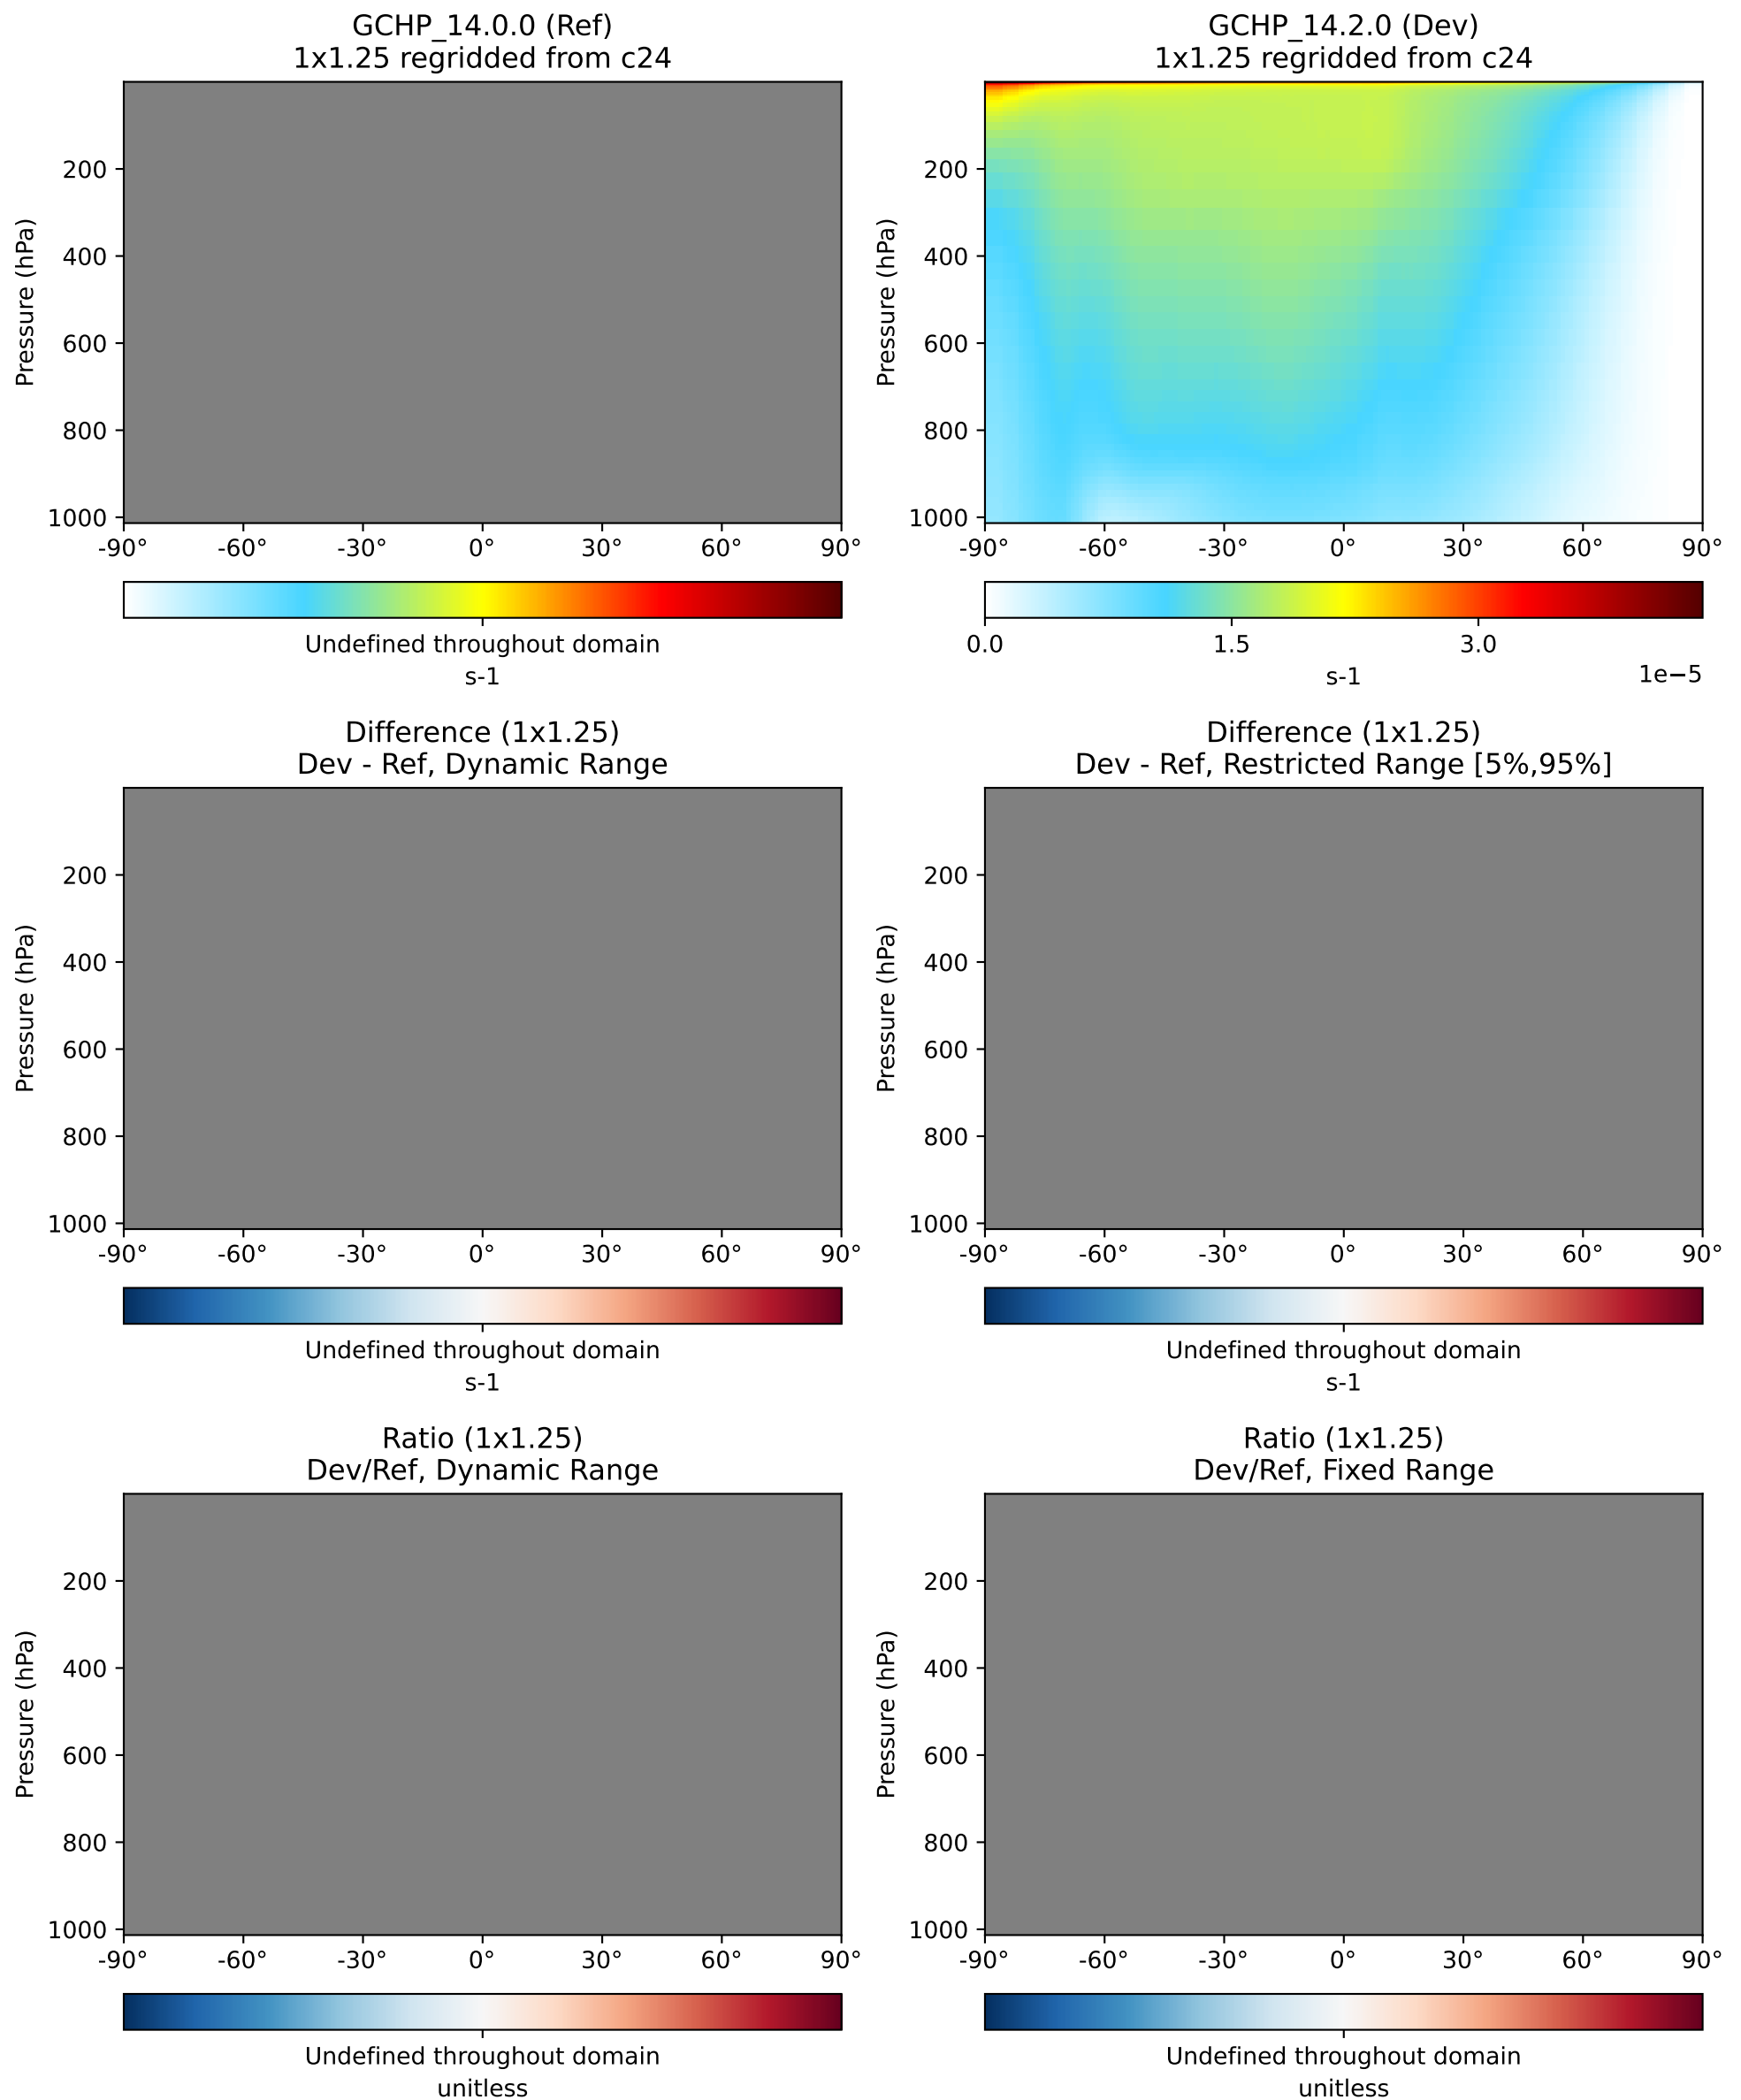 GCHP_14.0.0 (Ref)
1x1.25 regridded from c24
Pressure (hPa)
200
400
600
800
1000
-90° -60° -30° 0° 30° 60° 90°
Undefined throughout domain
s-1
GCHP_14.2.0 (Dev)
1x1.25 regridded from c24
Pressure (hPa)
200
400
600
800
1000
-90° -60° -30° 0° 30° 60° 90°
0.0 1.5 3.0
s-1
1e−5
Difference (1x1.25)
Dev - Ref, Dynamic Range
Pressure (hPa)
200
400
600
800
1000
-90° -60° -30° 0° 30° 60° 90°
Undefined throughout domain
s-1
Difference (1x1.25)
Dev - Ref, Restricted Range [5%,95%]
Pressure (hPa)
200
400
600
800
1000
-90° -60° -30° 0° 30° 60° 90°
Undefined throughout domain
s-1
Ratio (1x1.25)
Dev/Ref, Dynamic Range
Pressure (hPa)
200
400
600
800
1000
-90° -60° -30° 0° 30° 60° 90°
Undefined throughout domain
unitless
Ratio (1x1.25)
Dev/Ref, Fixed Range
Pressure (hPa)
200
400
600
800
1000
-90° -60° -30° 0° 30° 60° 90°
Undefined throughout domain
unitless